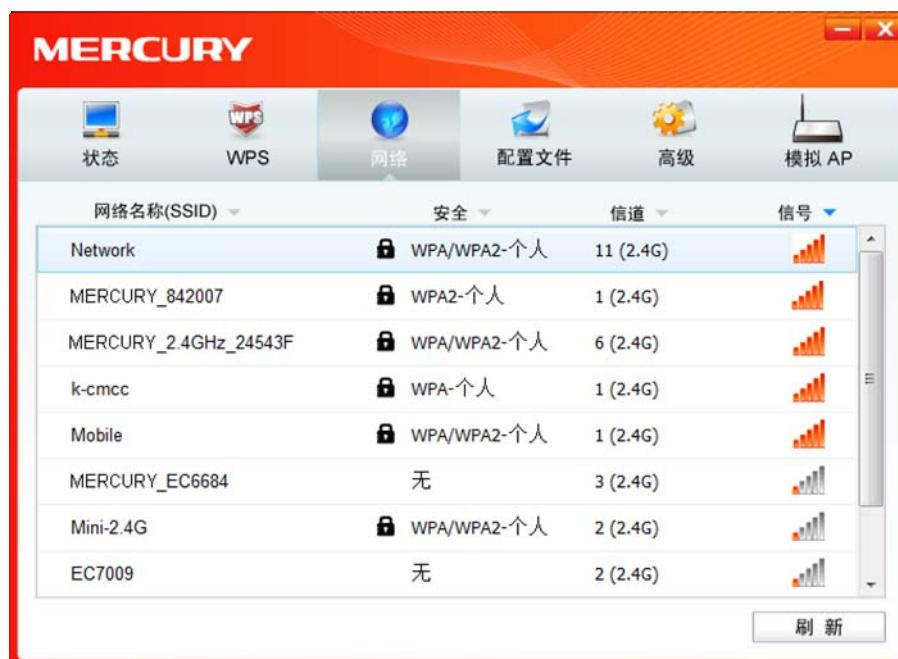 MERCURY
状态 WPS 网络 配置文件 高级 模拟 AP
网络名称(SSID) 安全 信道 信号
Network WPA/WPA2-个人 11 (2.4G)
MERCURY_842007 WPA2-个人 1 (2.4G)
MERCURY_2.4GHz_24543F WPA/WPA2-个人 6 (2.4G)
k-cmcc WPA-个人 1 (2.4G)
Mobile WPA/WPA2-个人 1 (2.4G)
MERCURY_EC6684 无 3 (2.4G)
Mini-2.4G WPA/WPA2-个人 2 (2.4G)
EC7009 无 2 (2.4G)
刷 新